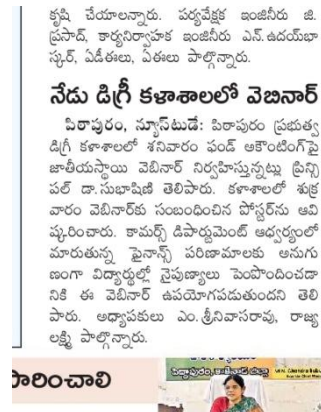 కృషి చేయాలన్నారు. పర్యవేక్షక ఇంజినీరు జి.
ప్రసాద్, కార్యనిర్వాహక ఇంజినీరు ఎన్.ఉదయ్‌భా
స్కర్, ఏడీఈలు, ఏఈలు పాల్గొన్నారు.
నేడు డిగ్రీ కళాశాలలో వెబినార్
పిఠాపురం, న్యూస్‌టుడే: పిఠాపురం ప్రభుత్వ
డిగ్రీ కళాశాలలో శనివారం ఫండ్ అకౌంటింగ్‌పై
జాతీయస్థాయి వెబినార్ నిర్వహిస్తున్నట్లు ప్రిన్సి
పల్ డా.సుభాషిణి తెలిపారు. కళాశాలలో శుక్ర
వారం వెబినార్‌కు సంబంధించిన పోస్టర్‌ను ఆవి
ష్కరించారు. కామర్స్ డిపార్టుమెంట్ ఆధ్వర్యంలో
మారుతున్న ఫైనాన్స్ పరిణామాలకు అనుగు
ణంగా విద్యార్థుల్లో నైపుణ్యాలు పెంపొందించడా
నికి ఈ వెబినార్ ఉపయోగపడుతుందని తెలి
పారు. అధ్యాపకులు ఎం.శ్రీనివాసరావు, రాజ్య
లక్ష్మి పాల్గొన్నారు.
పారించాలి